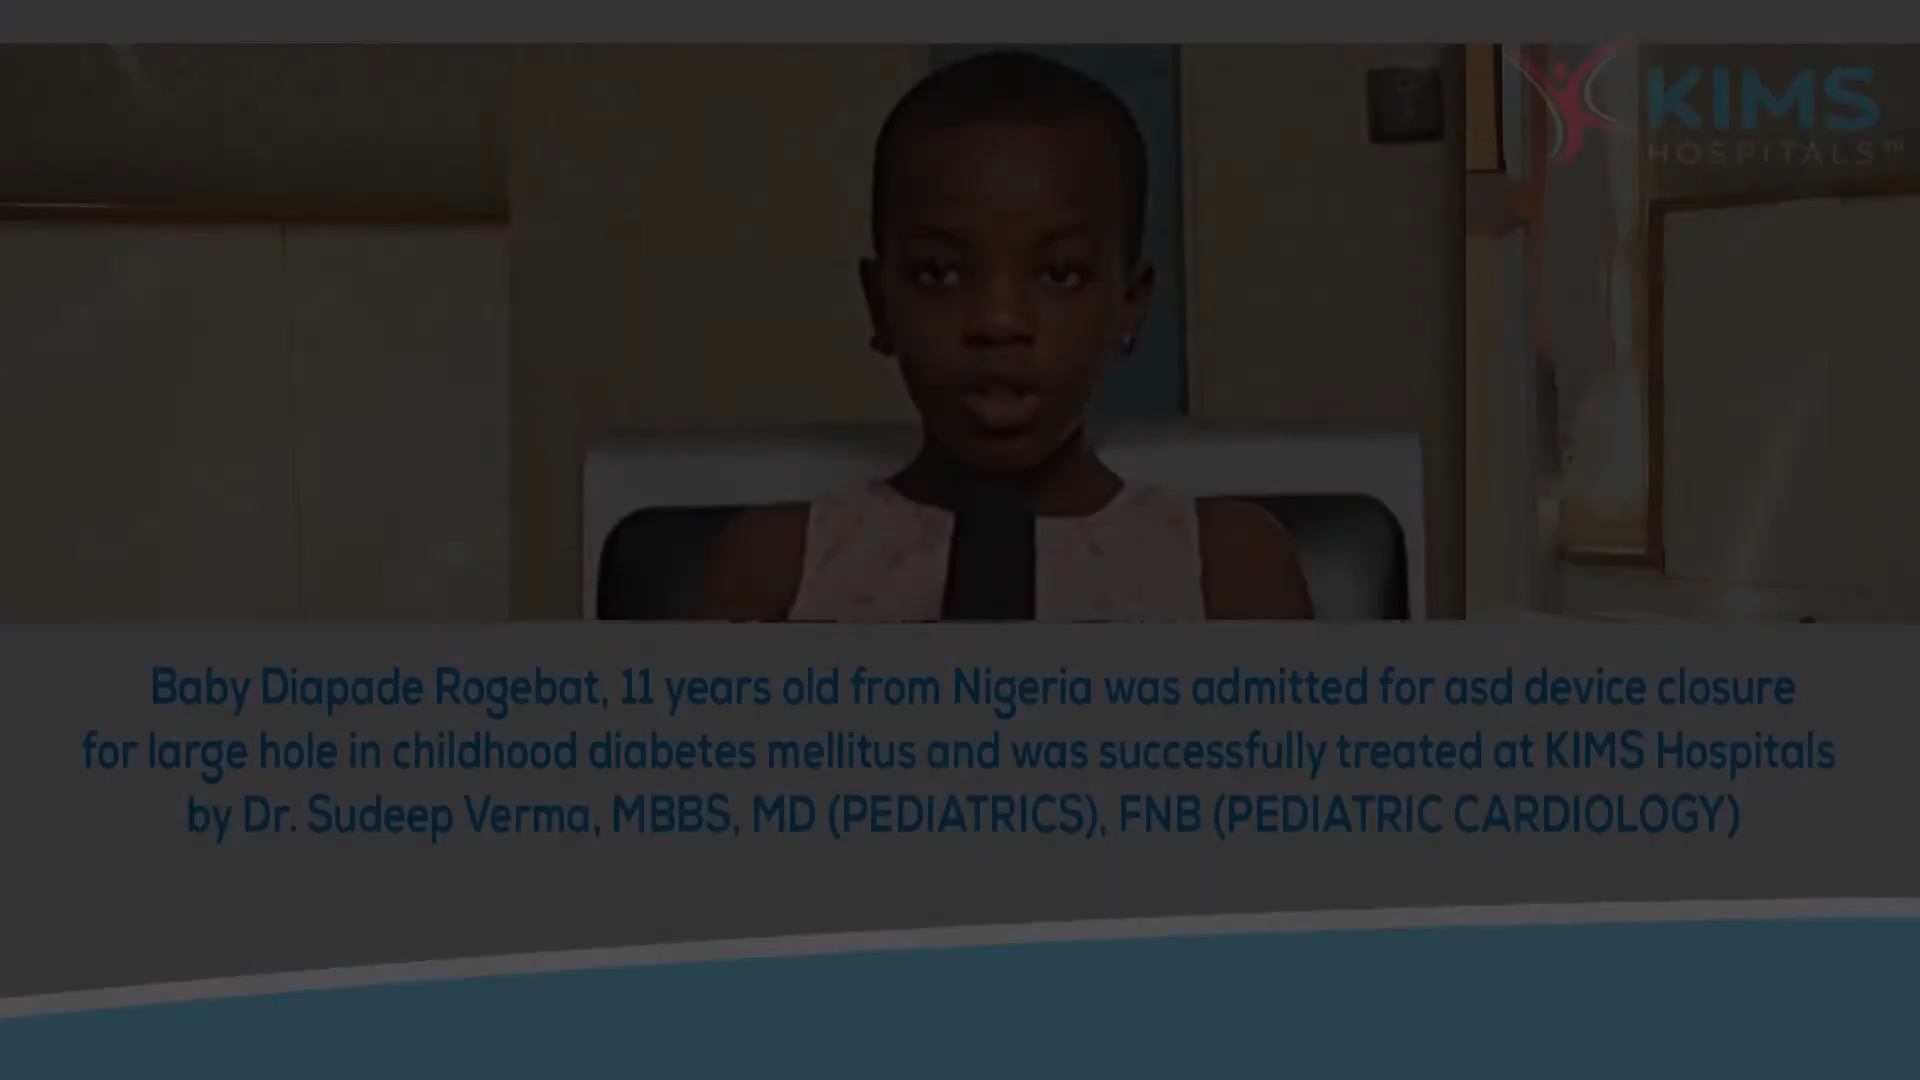 KIMS
HOSPITALS™
Baby Diapade Rogebat, 11 years old from Nigeria was admitted for asd device closure
for large hole in childhood diabetes mellitus and was successfully treated at KIMS Hospitals
by Dr. Sudeep Verma, MBBS, MD (PEDIATRICS), FNB (PEDIATRIC CARDIOLOGY)